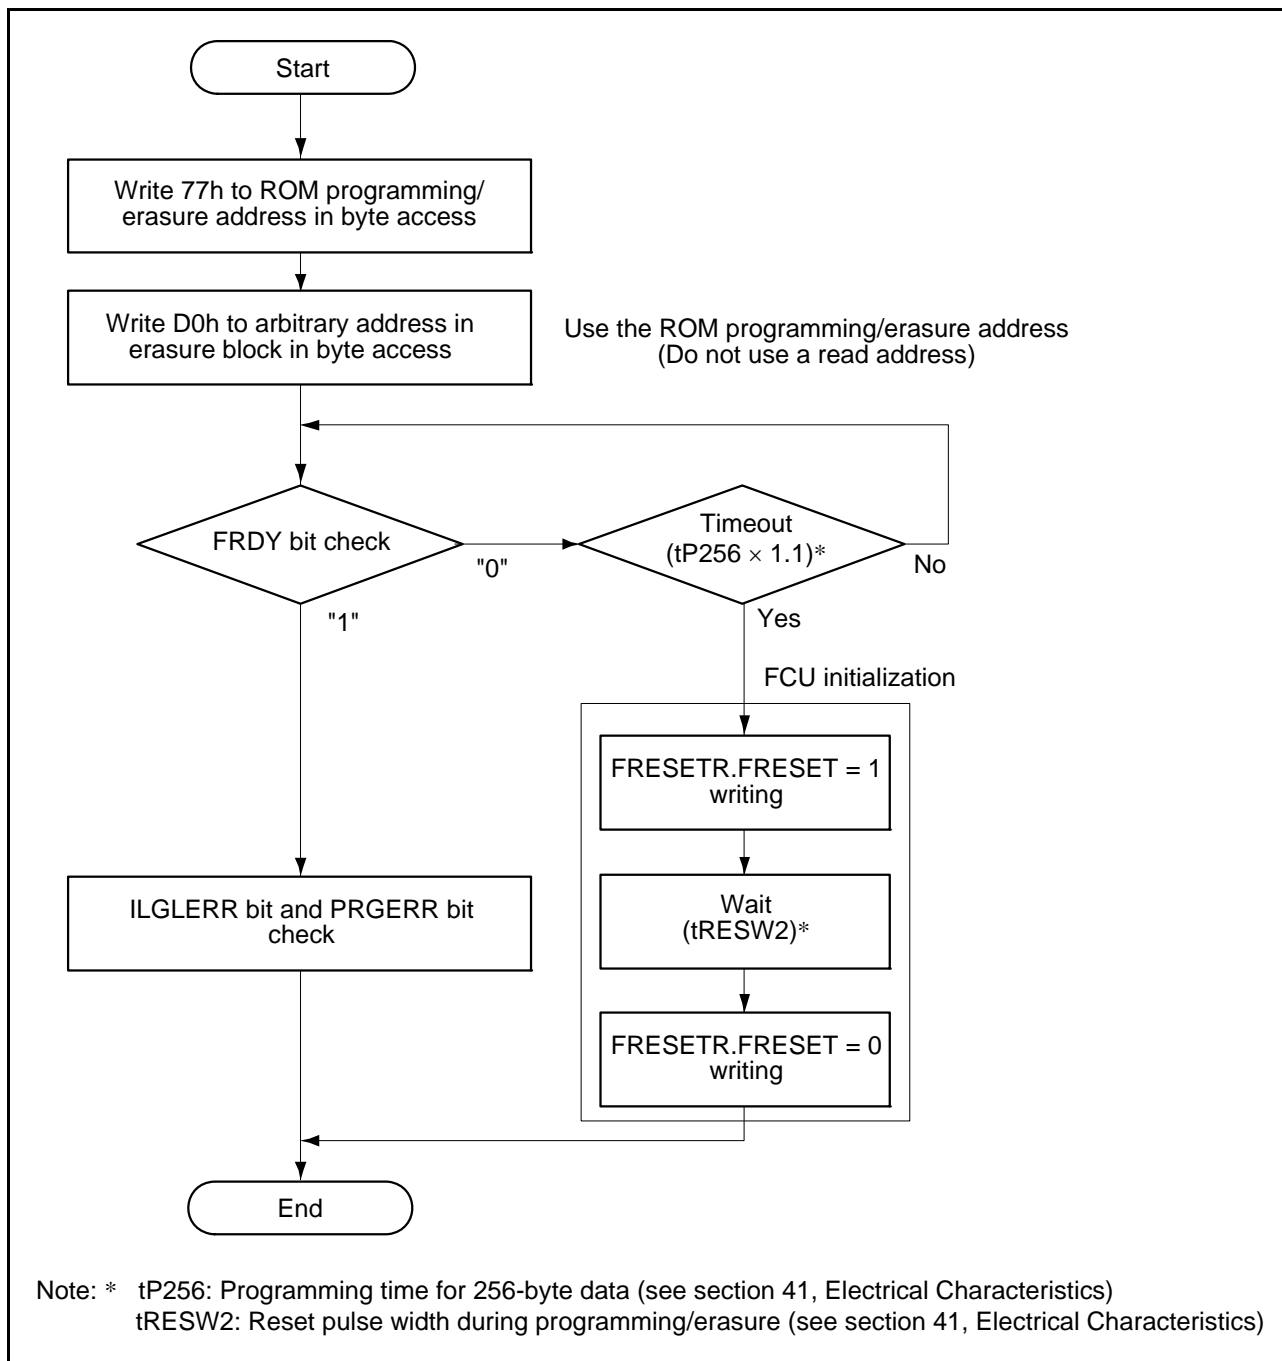 Start
Write 77h to ROM programming/
erasure address in byte access
Write D0h to arbitrary address in
erasure block in byte access
Use the ROM programming/erasure address
(Do not use a read address)
FRDY bit check
"0"
"1"
Timeout
(tP256 × 1.1)*
No
Yes
FCU initialization
FRESETR.FRESET = 1
writing
Wait
(tRESW2)*
FRESETR.FRESET = 0
writing
ILGLERR bit and PRGERR bit
check
End
Note: * tP256: Programming time for 256-byte data (see section 41, Electrical Characteristics)
tRESW2: Reset pulse width during programming/erasure (see section 41, Electrical Characteristics)